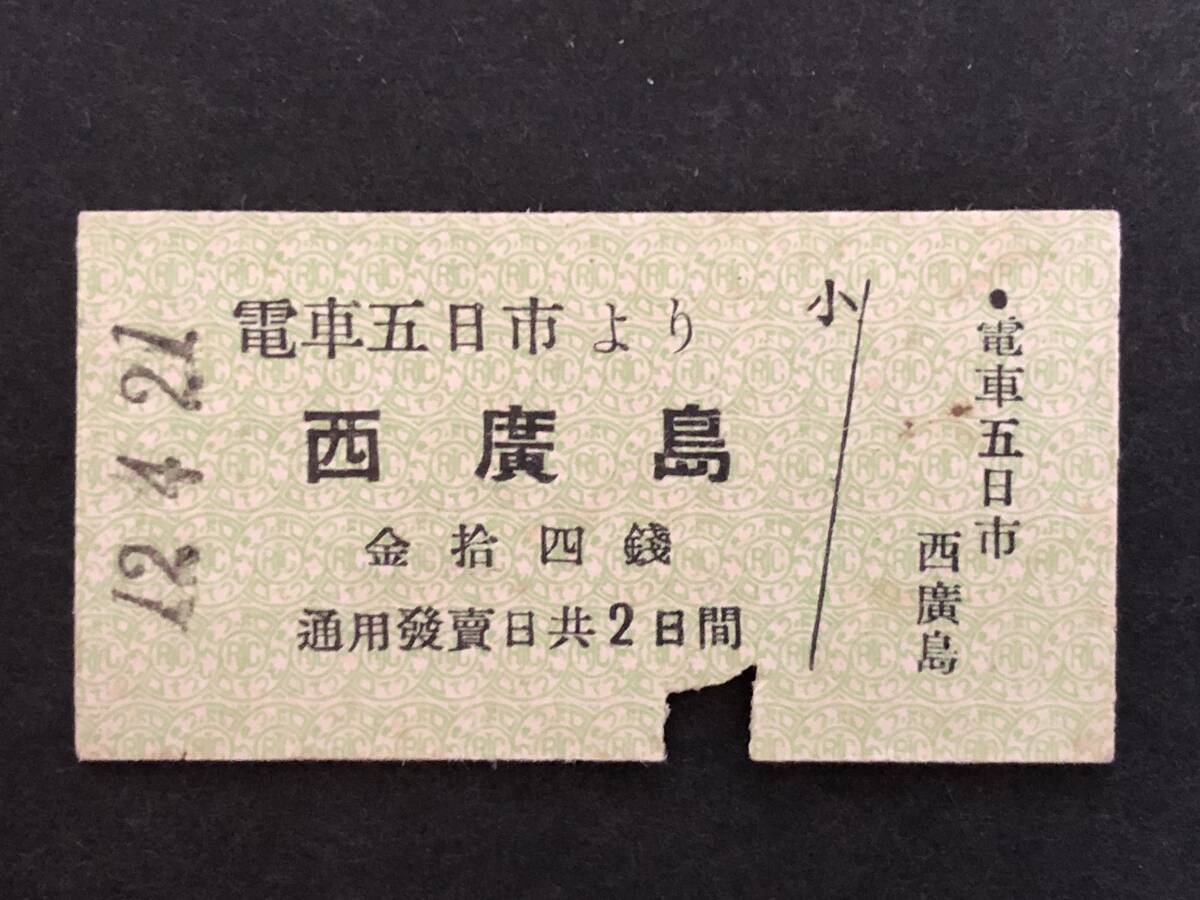 12.4.21
電車五日市より
西廣島
金拾四錢
通用發賣日共2日間
小
●電車五日市
西廣島